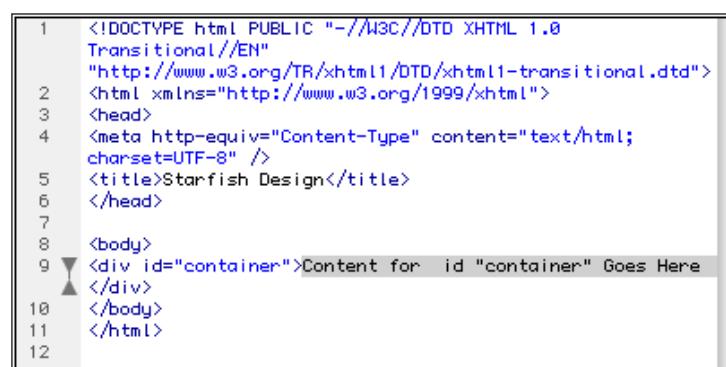 1 <!DOCTYPE html PUBLIC "-//W3C//DTD XHTML 1.0
Transitional//EN"
"http://www.w3.org/TR/xhtml1/DTD/xhtml1-transitional.dtd">
2 <html xmlns="http://www.w3.org/1999/xhtml">
3 <head>
4 <meta http-equiv="Content-Type" content="text/html;
charset=UTF-8" />
5 <title>Starfish Design</title>
6 </head>
7
8 <body>
9 <div id="container">Content for  id "container" Goes Here
</div>
10 </body>
11 </html>
12